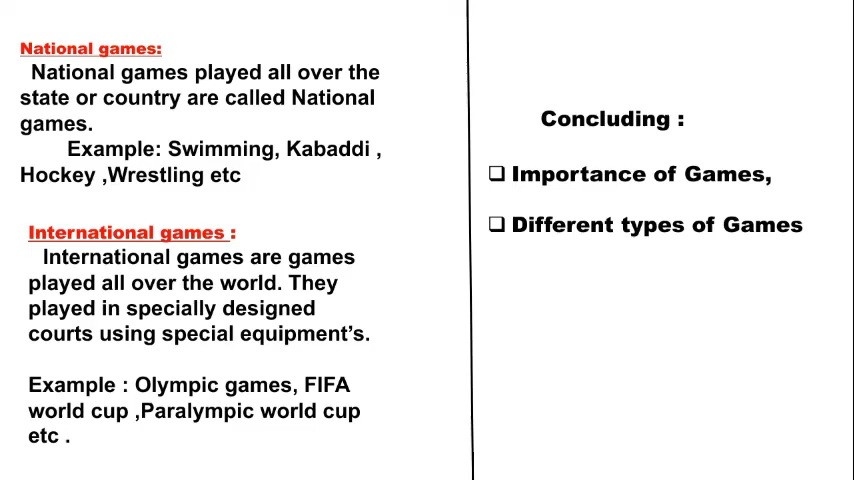 National games:
National games played all over the
state or country are called National
games.
Example: Swimming, Kabaddi ,
Hockey ,Wrestling etc
International games :
International games are games
played all over the world. They
played in specially designed
courts using special equipment’s.
Example : Olympic games, FIFA
world cup ,Paralympic world cup
etc .
Concluding :
❑ Importance of Games,
❑ Different types of Games